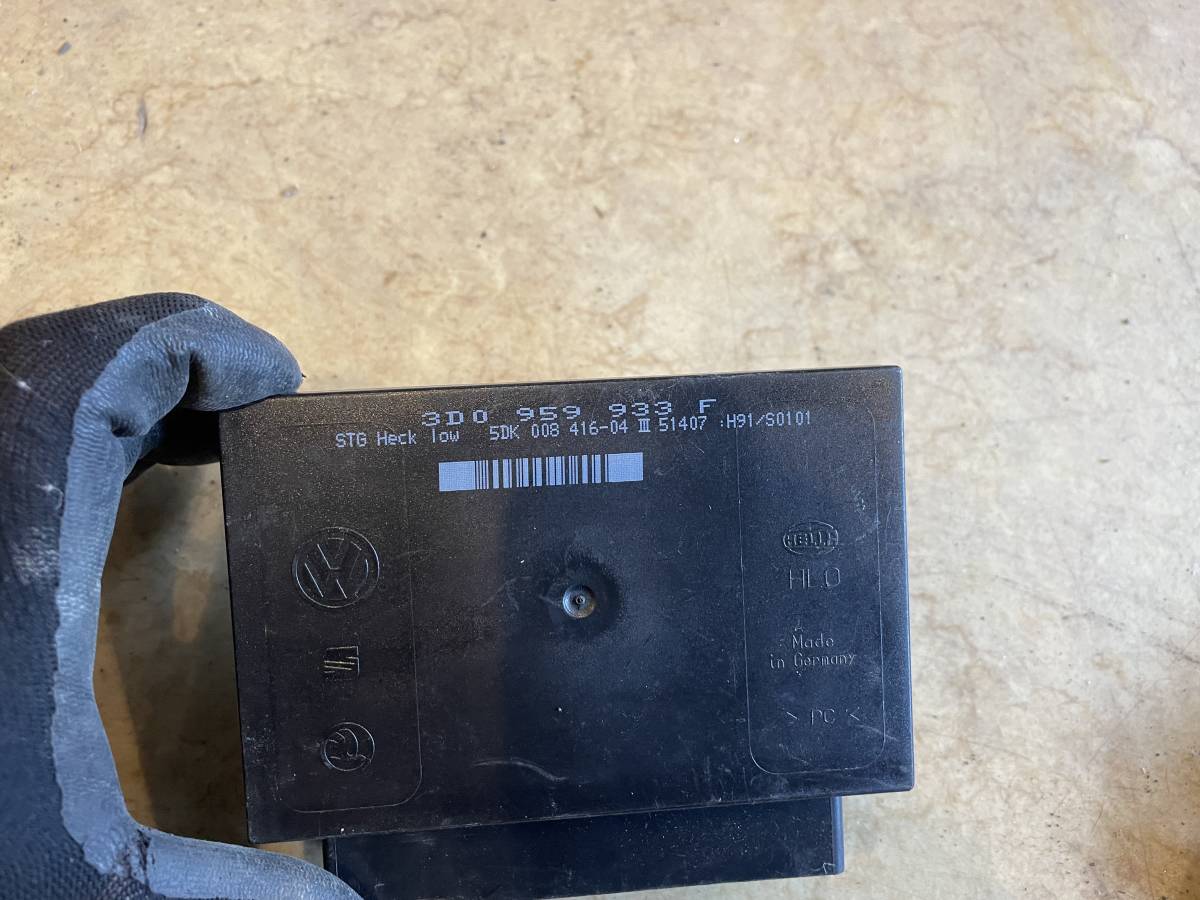 3D0 959 933 F
STG Heck low 5DK 008 416-04 III 51407 :H91/S0101
HELLA
HLO
Made
in Germany
> PC <